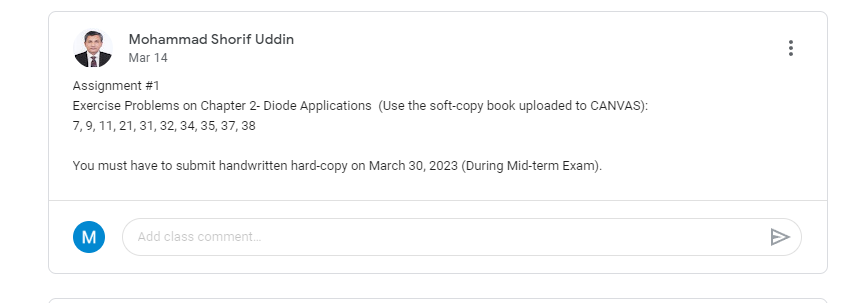 Mohammad Shorif Uddin
Mar 14
Assignment #1
Exercise Problems on Chapter 2- Diode Applications (Use the soft-copy book uploaded to CANVAS):
7, 9, 11, 21, 31, 32, 34, 35, 37, 38
You must have to submit handwritten hard-copy on March 30, 2023 (During Mid-term Exam).
M
Add class comment...